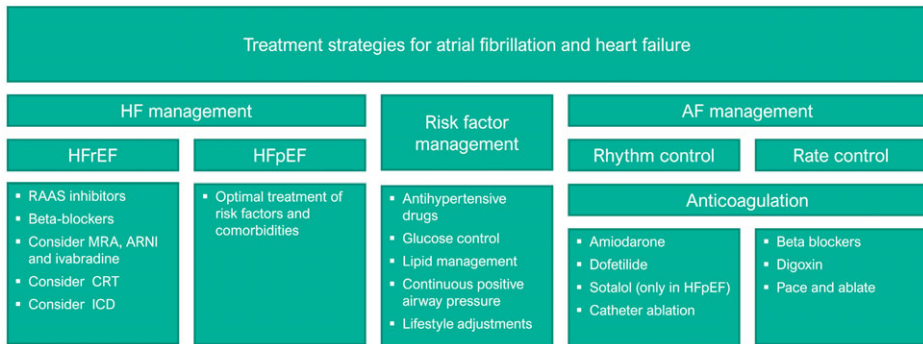 Treatment strategies for atrial fibrillation and heart failure
HF management
HFrEF
HFpEF
▪ RAAS inhibitors
▪ Beta-blockers
▪ Consider MRA, ARNI
and ivabradine
▪ Consider CRT
▪ Consider ICD
▪ Optimal treatment of
risk factors and
comorbidities
Risk factor
management
▪ Antihypertensive
drugs
▪ Glucose control
▪ Lipid management
▪ Continuous positive
airway pressure
▪ Lifestyle adjustments
AF management
Rhythm control
Rate control
Anticoagulation
▪ Amiodarone
▪ Dofetilide
▪ Sotalol (only in HFpEF)
▪ Catheter ablation
▪ Beta blockers
▪ Digoxin
▪ Pace and ablate